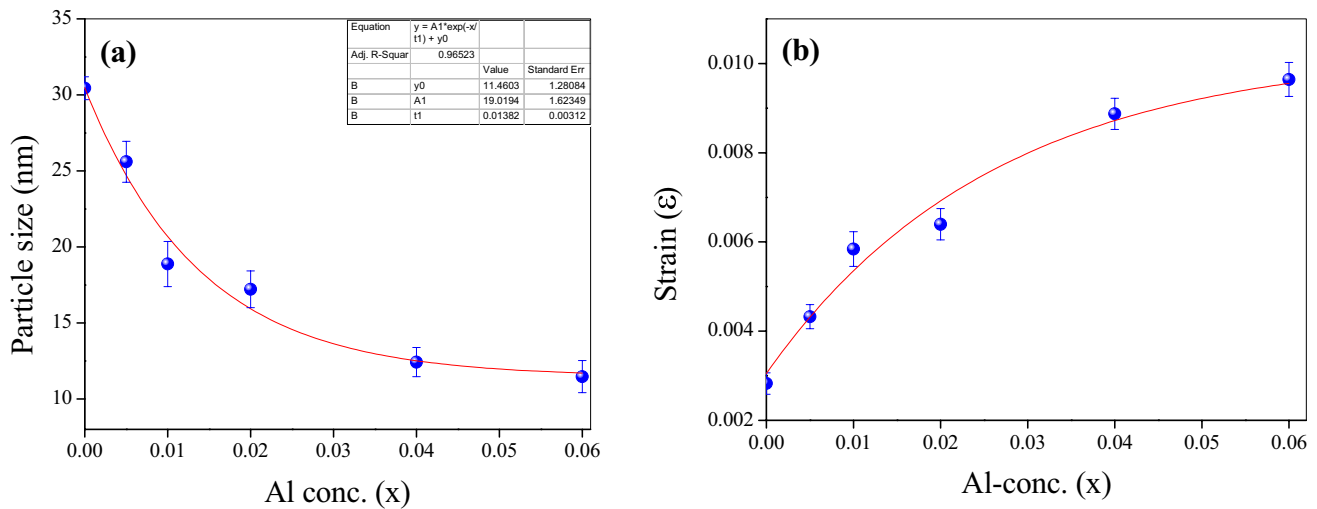 (a)
Equation y = A1*exp(-x/
t1) + y0
Adj. R-Squar 0.96523
Value Standard Err
B y0 11.4603 1.28084
B A1 19.0194 1.62349
B t1 0.01382 0.00312
35
30
25
20
15
10
Particle size (nm)
0.00 0.01 0.02 0.03 0.04 0.05 0.06
Al conc. (x)
(b)
0.010
0.008
0.006
0.004
0.002
Strain (ε)
0.00 0.01 0.02 0.03 0.04 0.05 0.06
Al-conc. (x)